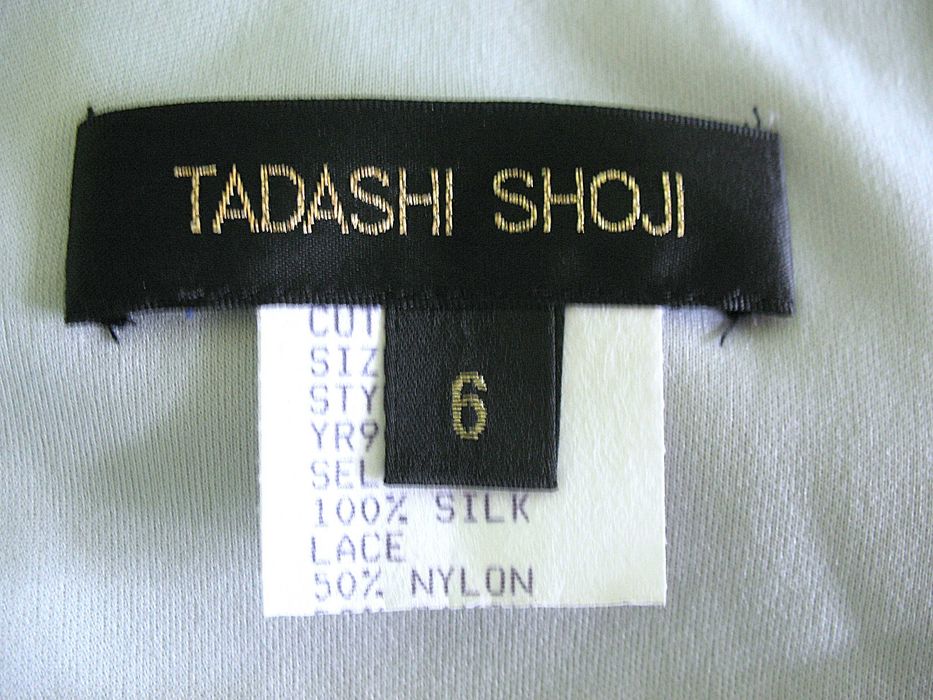 TADASHI SHOJI
6
CUT
SIZ
STY
YR9
SEL
100% SILK
LACE
50% NYLON